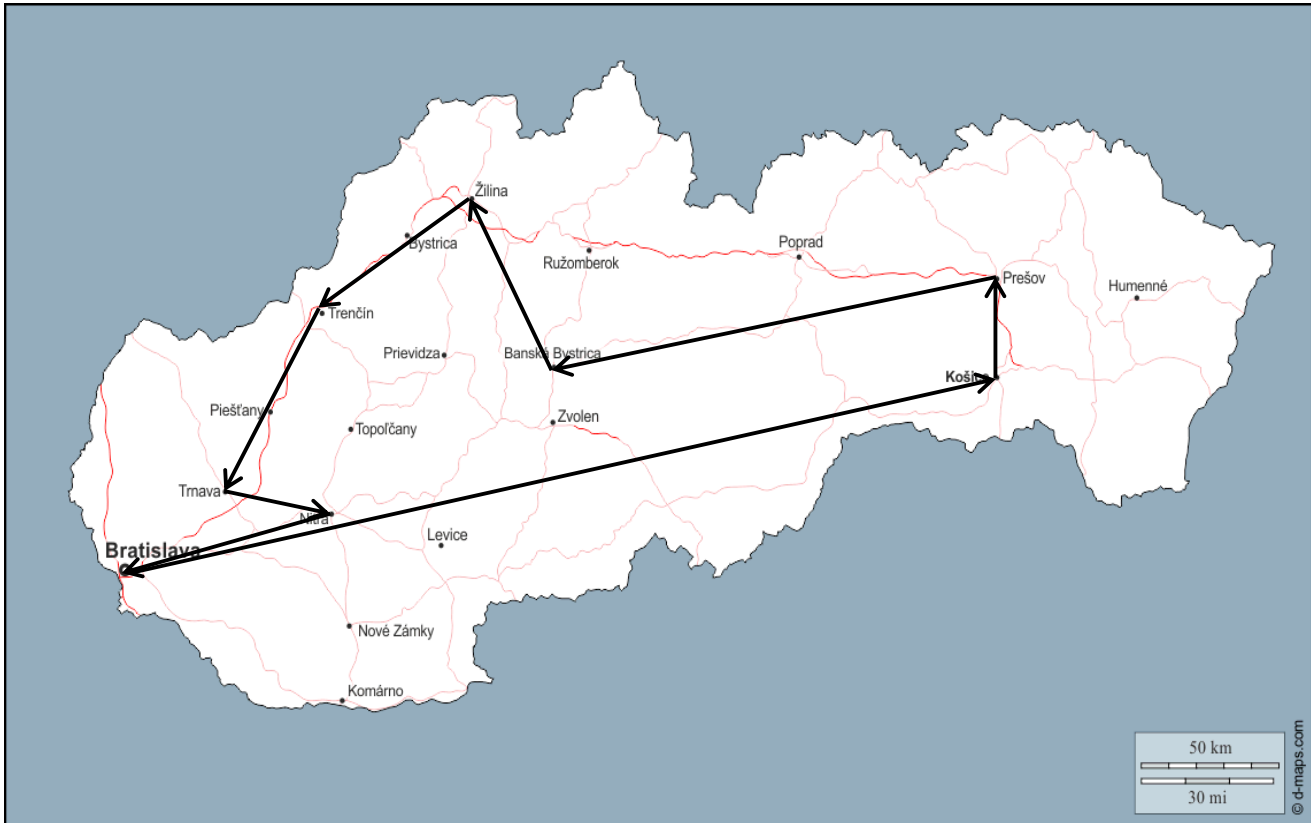 Žilina
Bystrica
Ružomberok
Poprad
Prešov
Humenné
Trenčín
Prievidza
Banská Bystrica
Piešťany
Topoľčany
Zvolen
Trnava
Nitra
Levice
Bratislava
Nové Zámky
Komárno
50 km
30 mi
© d-maps.com